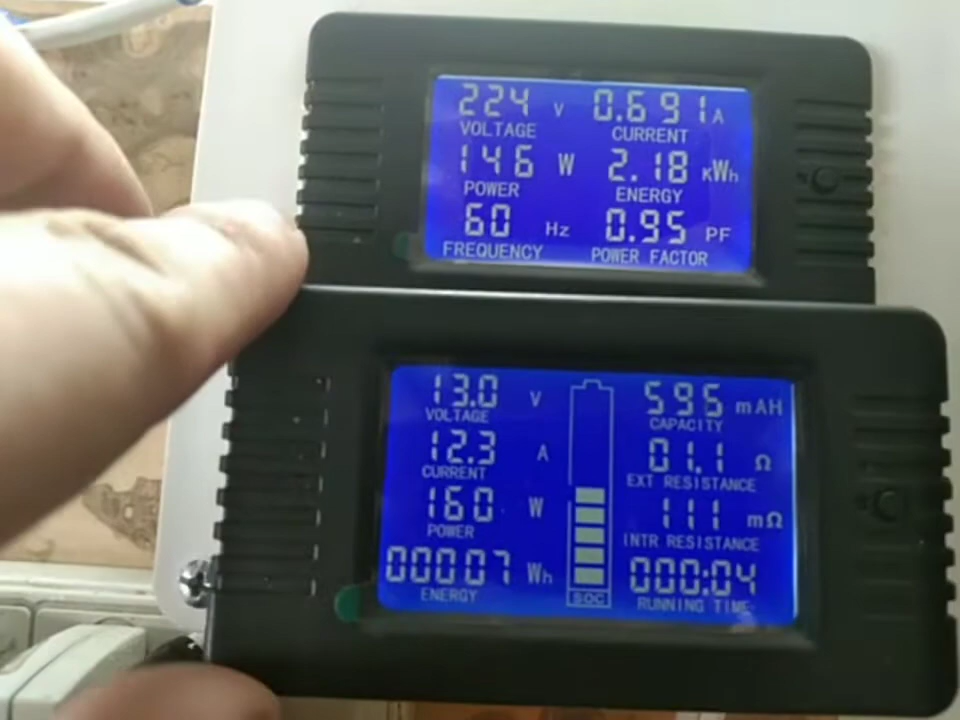 224 V 0.691A
VOLTAGE CURRENT
146 W 2.18 KWh
POWER ENERGY
60 Hz 0.95 PF
FREQUENCY POWER FACTOR
13.0 V
VOLTAGE
12.3 A
CURRENT
160 W
POWER
00007 Wh
ENERGY
SOC
595 mAH
CAPACITY
01.1 Ω
EXT RESISTANCE
111 mΩ
INTR RESISTANCE
000:04
RUNNING TIME